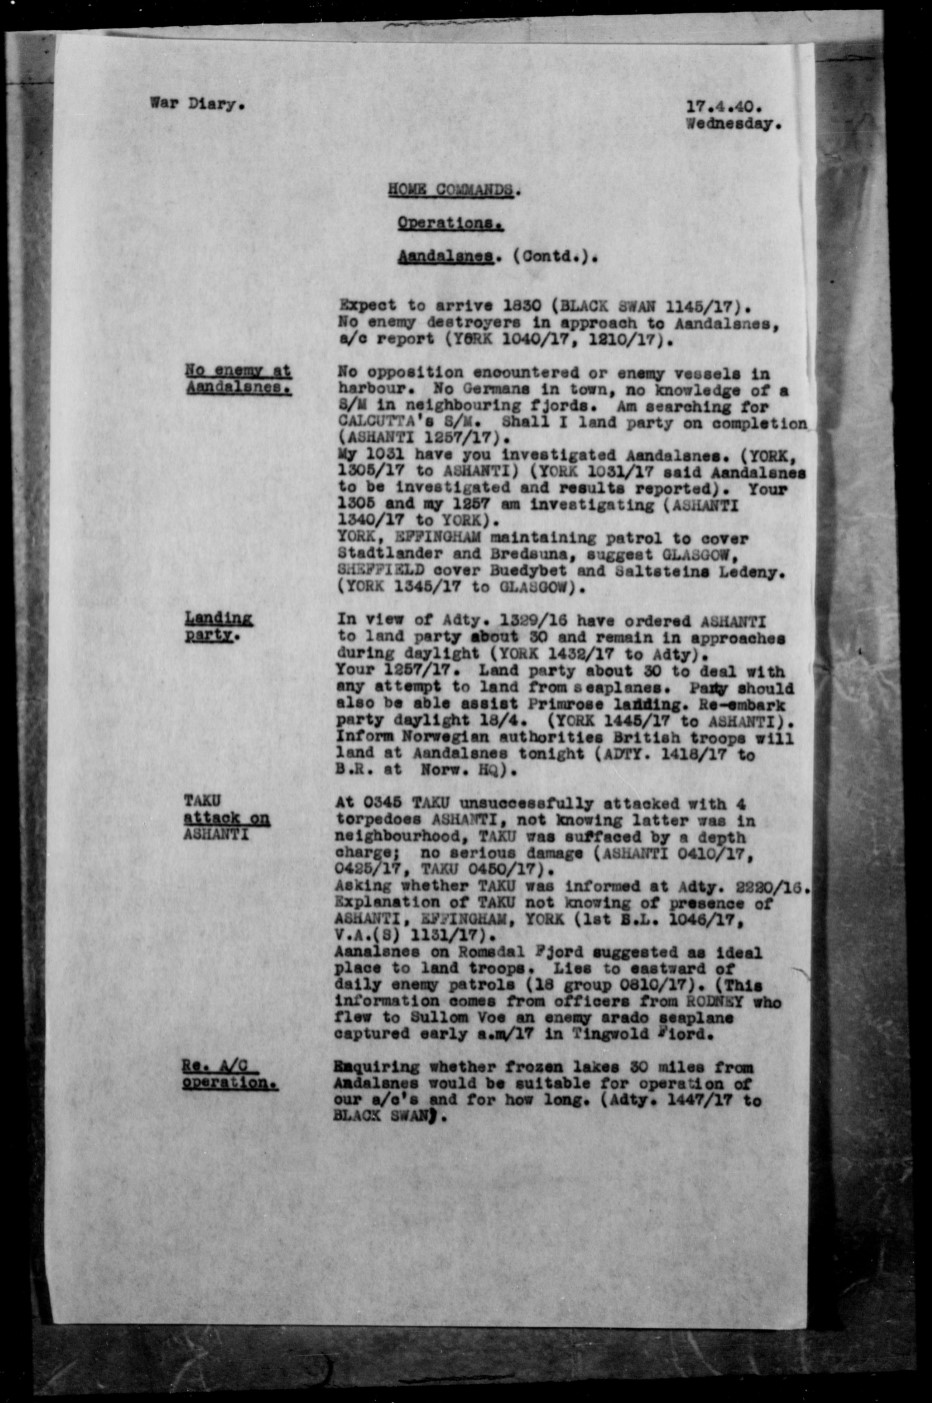 War Diary.
17.4.40.
Wednesday.
HOME COMMANDS.
Operations.
Aandalsnes. (Contd.).
Expect to arrive 1830 (BLACK SWAN 1145/17).
No enemy destroyers in approach to Aandalsnes,
a/c report (YORK 1040/17, 1210/17).
No enemy at
Aandalsnes.
No opposition encountered or enemy vessels in
harbour. No Germans in town, no knowledge of a
S/M in neighbouring fjords. Am searching for
CALCUTTA's S/M. Shall I land party on completion
(ASHANTI 1257/17).
My 1031 have you investigated Aandalsnes. (YORK,
1305/17 to ASHANTI) (YORK 1031/17 said Aandalsnes
to be investigated and results reported). Your
1305 and my 1257 am investigating (ASHANTI
1340/17 to YORK).
YORK, EFFINGHAM maintaining patrol to cover
Stadtlander and Bredsuna, suggest GLASGOW,
SHEFFIELD cover Buedybet and Saltsteins Ledeny.
(YORK 1345/17 to GLASGOW).
Landing
party.
In view of Adty. 1329/16 have ordered ASHANTI
to land party about 30 and remain in approaches
during daylight (YORK 1432/17 to Adty).
Your 1257/17. Land party about 30 to deal with
any attempt to land from seaplanes. Party should
also be able assist Primrose landing. Re-embark
party daylight 18/4. (YORK 1445/17 to ASHANTI).
Inform Norwegian authorities British troops will
land at Aandalsnes tonight (ADTY. 1418/17 to
B.R. at Norw. HQ).
TAKU
attack on
ASHANTI
At 0345 TAKU unsuccessfully attacked with 4
torpedoes ASHANTI, not knowing latter was in
neighbourhood, TAKU was suffaced by a depth
charge; no serious damage (ASHANTI 0410/17,
0425/17, TAKU 0450/17).
Asking whether TAKU was informed at Adty. 2220/16.
Explanation of TAKU not knowing of presence of
ASHANTI, EFFINGHAM, YORK (1st S.L. 1046/17,
V.A.(S) 1131/17).
Aanalsnes on Romsdal Fjord suggested as ideal
place to land troops. Lies to eastward of
daily enemy patrols (18 group 0810/17). (This
information comes from officers from RODNEY who
flew to Sullom Voe an enemy arado seaplane
captured early a.m/17 in Tingwold Fiord.
Re. A/C
operation.
Enquiring whether frozen lakes 30 miles from
Andalsnes would be suitable for operation of
our a/c's and for how long. (Adty. 1447/17 to
BLACK SWAN).